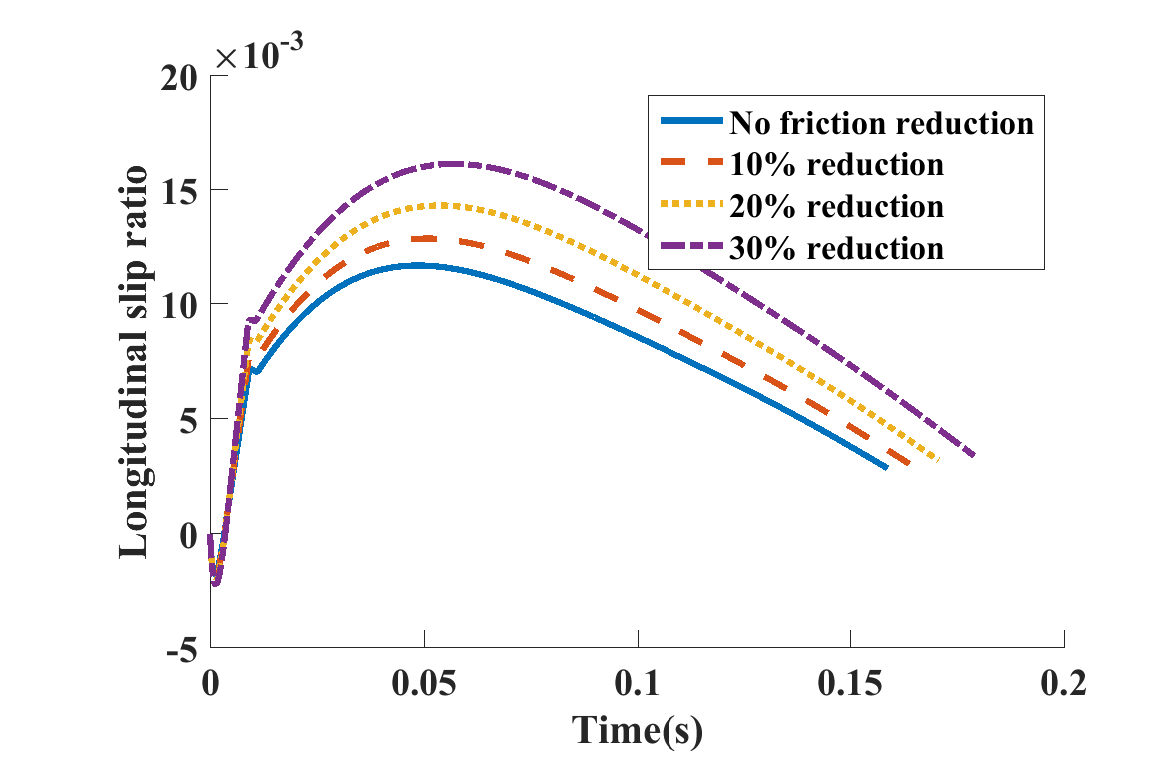 ×10-3
20
15
10
5
0
-5
0 0.05 0.1 0.15 0.2
Longitudinal slip ratio
Time(s)
No friction reduction
10% reduction
20% reduction
30% reduction